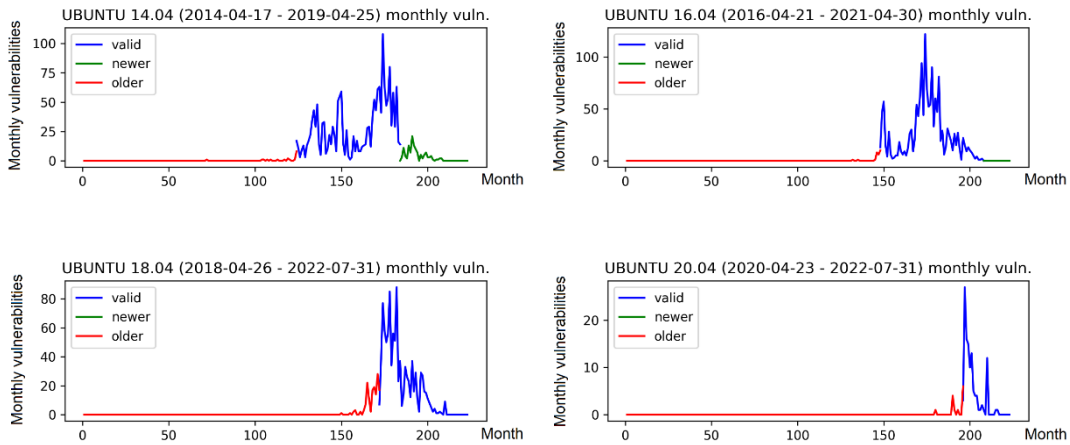 UBUNTU 14.04 (2014-04-17 - 2019-04-25) monthly vuln.
Monthly vulnerabilities
100
75
50
25
0
valid
newer
older
0 50 100 150 200 Month
UBUNTU 16.04 (2016-04-21 - 2021-04-30) monthly vuln.
Monthly vulnerabilities
100
50
0
valid
newer
older
0 50 100 150 200 Month
UBUNTU 18.04 (2018-04-26 - 2022-07-31) monthly vuln.
Monthly vulnerabilities
80
60
40
20
0
valid
newer
older
0 50 100 150 200 Month
UBUNTU 20.04 (2020-04-23 - 2022-07-31) monthly vuln.
Monthly vulnerabilities
20
10
0
valid
newer
older
0 50 100 150 200 Month